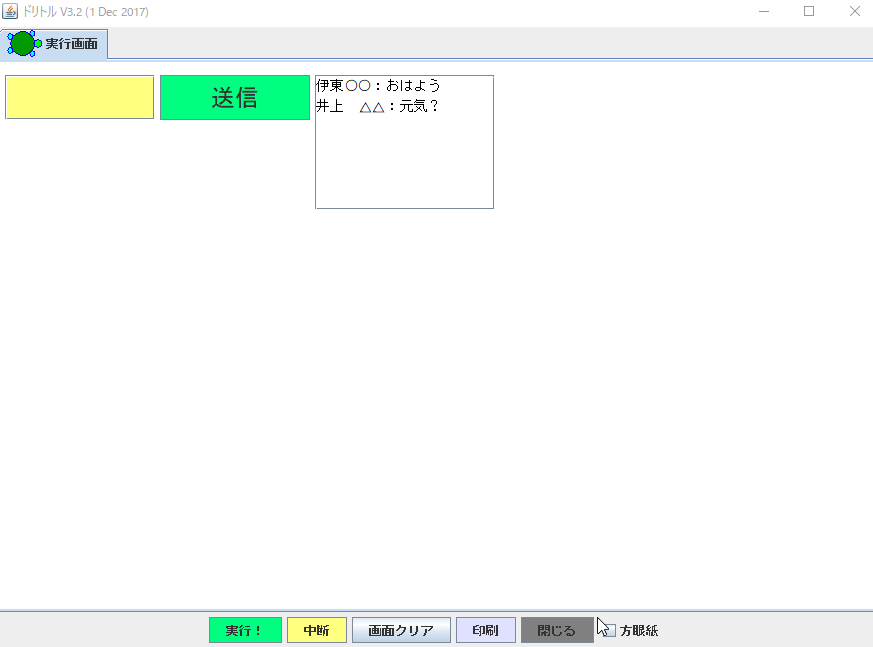 ドリトル V3.2 (1 Dec 2017)
実行画面
送信
伊東〇〇：おはよう
井上　△△：元気？
実行！ 中断 画面クリア 印刷 閉じる 方眼紙